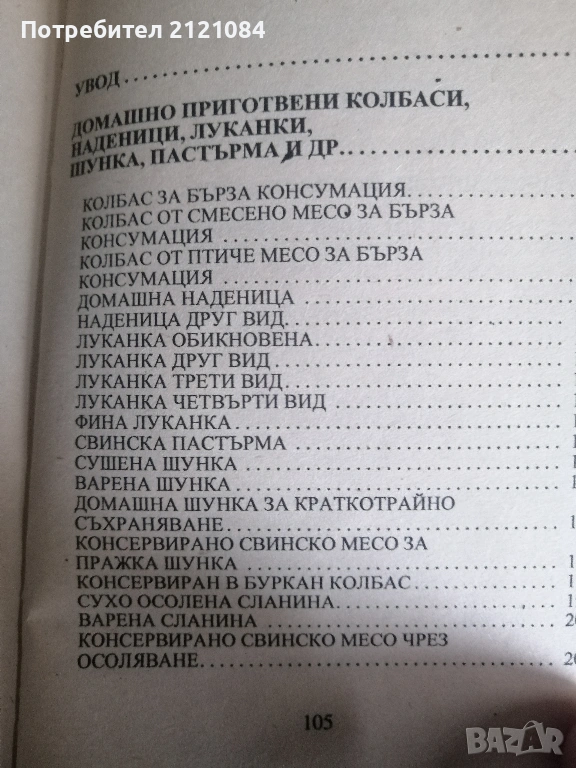 Потребител 2121084
УВОД
ДОМАШНО ПРИГОТВЕНИ КОЛБАСИ,
НАДЕНИЦИ, ЛУКАНКИ,
ШУНКА, ПАСТЪРМА И ДР.
КОЛБАС ЗА БЪРЗА КОНСУМАЦИЯ
КОЛБАС ОТ СМЕСЕНО МЕСО ЗА БЪРЗА
КОНСУМАЦИЯ
КОЛБАС ОТ ПТИЧЕ МЕСО ЗА БЪРЗА
КОНСУМАЦИЯ
ДОМАШНА НАДЕНИЦА
НАДЕНИЦА ДРУГ ВИД
ЛУКАНКА ОБИКНОВЕНА
ЛУКАНКА ДРУГ ВИД
ЛУКАНКА ТРЕТИ ВИД
ЛУКАНКА ЧЕТВЪРТИ ВИД
ФИНА ЛУКАНКА
СВИНСКА ПАСТЪРМА
СУШЕНА ШУНКА
ВАРЕНА ШУНКА
ДОМАШНА ШУНКА ЗА КРАТКОТРАЙНО
СЪХРАНЯВАНЕ
КОНСЕРВИРАНО СВИНСКО МЕСО ЗА
ПРАЖКА ШУНКА
КОНСЕРВИРАН В БУРКАН КОЛБАС
СУХО ОСОЛЕНА СЛАНИНА
ВАРЕНА СЛАНИНА
КОНСЕРВИРАНО СВИНСКО МЕСО ЧРЕЗ
ОСОЛЯВАНЕ
105
BAZAR